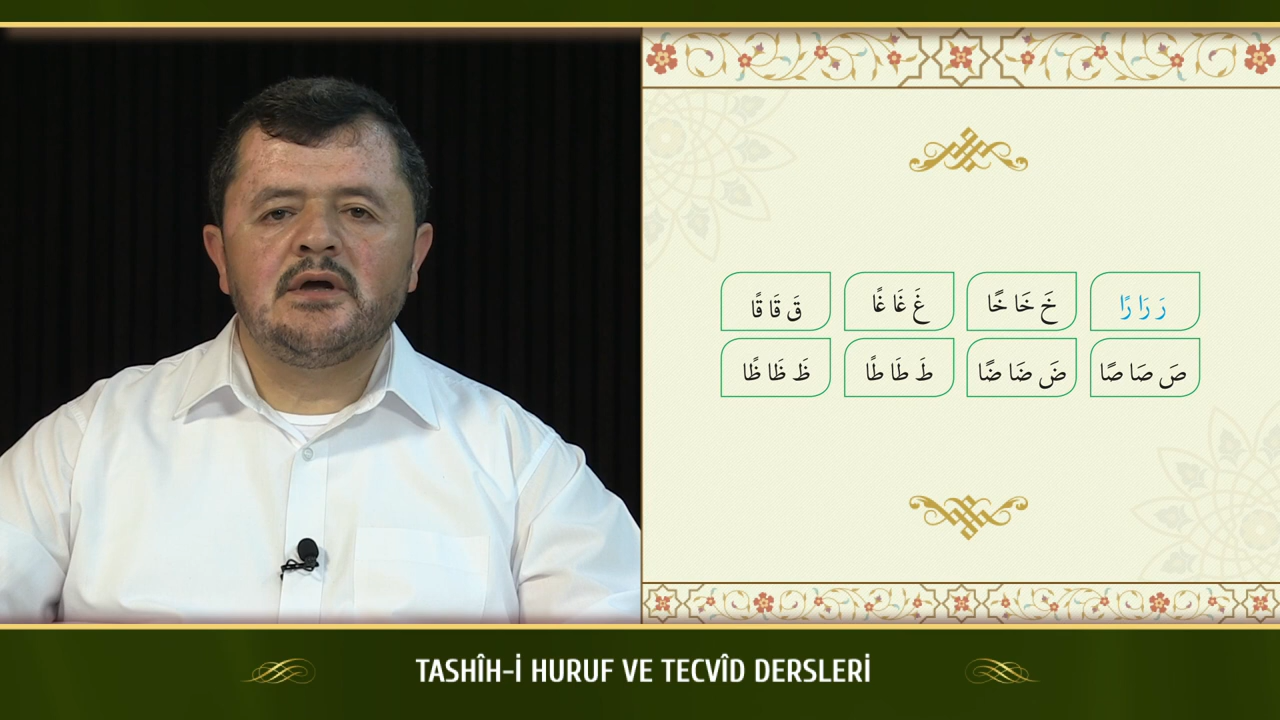 رَ رَا رًا خَ خَا خًا غَ غَا غًا قَ قَا قًا
صَ صَا صًا ضَ ضَا ضًا طَ طَا طًا ظَ ظَا ظًا
TASHÎH-İ HURUF VE TECVÎD DERSLERİ